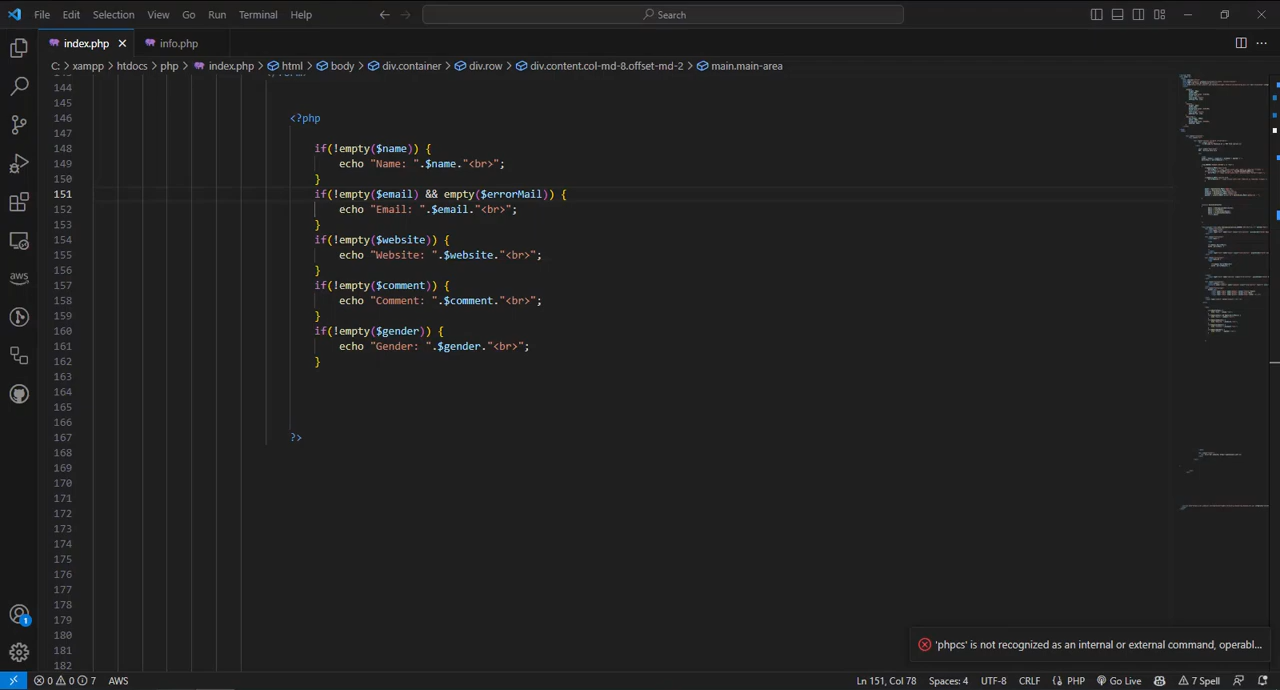 File Edit Selection View Go Run Terminal Help
Search
index.php info.php
C: > xampp > htdocs > php > index.php > html > body > div.container > div.row > div.content.col-md-8.offset-md-2 > main.main-area
144
145
146 <?php
147
148 if(!empty($name)) {
149 echo "Name: ".$name."<br>";
150 }
151 if(!empty($email) && empty($errorMail)) {
152 echo "Email: ".$email."<br>";
153 }
154 if(!empty($website)) {
155 echo "Website: ".$website."<br>";
156 }
157 if(!empty($comment)) {
158 echo "Comment: ".$comment."<br>";
159 }
160 if(!empty($gender)) {
161 echo "Gender: ".$gender."<br>";
162 }
163
164
165
166
167 ?>
168
169
170
171
172
173
174
175
176
177
178
179
180
181
182
aws
1
'phpcs' is not recognized as an internal or external command, operabl...
0 0 7 AWS Ln 151, Col 78 Spaces: 4 UTF-8 CRLF PHP Go Live 7 Spell